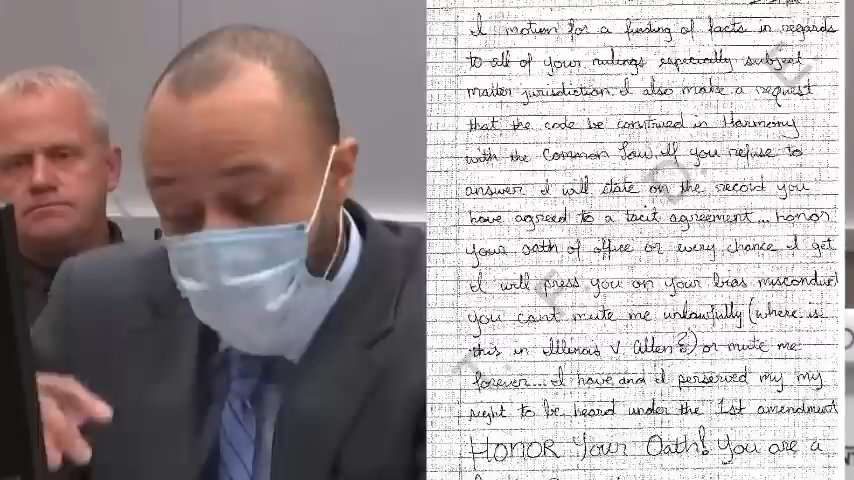 I motion for a finding of facts in regards
to all of your rulings especially subject
matter jurisdiction. I also make a request
that the code be construed in Harmony
with the Common Law. If you refuse to
answer I will state on the record you
have agreed to a tacit agreement... honor
your oath of office or every chance I get
I will press you on your bias misconduct
you can't mute me unlawfully (where is
this in Illinois v Allen?) or mute me
forever... I have and I perserved my my
right to be heard under the 1st amendment
HONOR Your Oath! You are a